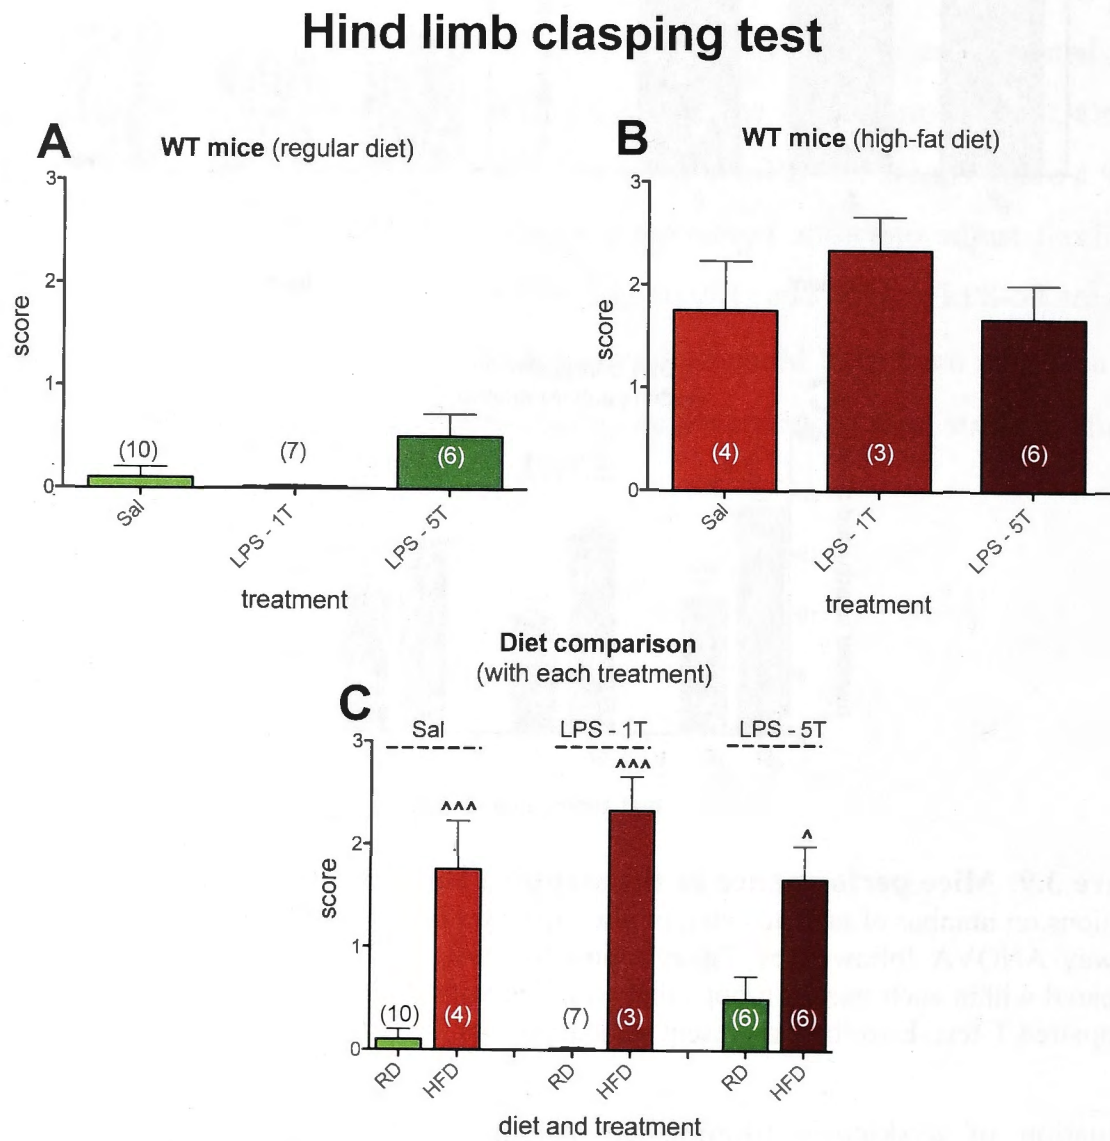 Hind limb clasping test
A
WT mice (regular diet)
3
2
1
0
score
(10)
(7)
(6)
Sal
LPS - 1T
LPS - 5T
treatment
B
WT mice (high-fat diet)
3
2
1
0
score
(4)
(3)
(6)
Sal
LPS - 1T
LPS - 5T
treatment
Diet comparison
(with each treatment)
C
Sal
LPS - 1T
LPS - 5T
3
2
1
0
score
^^^
^^^
^
(10)
(4)
(7)
(3)
(6)
(6)
RD
HFD
RD
HFD
RD
HFD
diet and treatment